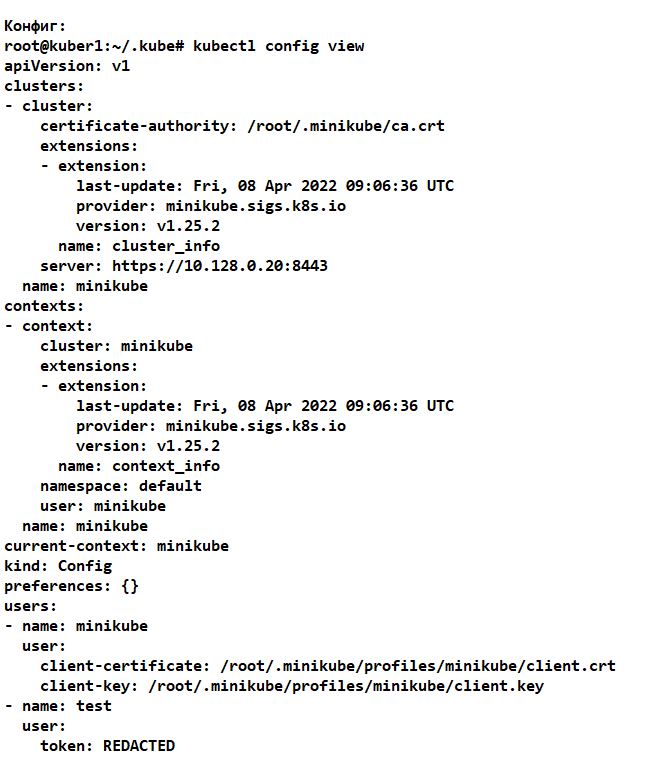 Конфиг:
root@kuber1:~/.kube# kubectl config view
apiVersion: v1
clusters:
- cluster:
    certificate-authority: /root/.minikube/ca.crt
    extensions:
    - extension:
        last-update: Fri, 08 Apr 2022 09:06:36 UTC
        provider: minikube.sigs.k8s.io
        version: v1.25.2
      name: cluster_info
    server: https://10.128.0.20:8443
  name: minikube
contexts:
- context:
    cluster: minikube
    extensions:
    - extension:
        last-update: Fri, 08 Apr 2022 09:06:36 UTC
        provider: minikube.sigs.k8s.io
        version: v1.25.2
      name: context_info
    namespace: default
    user: minikube
  name: minikube
current-context: minikube
kind: Config
preferences: {}
users:
- name: minikube
  user:
    client-certificate: /root/.minikube/profiles/minikube/client.crt
    client-key: /root/.minikube/profiles/minikube/client.key
- name: test
  user:
    token: REDACTED